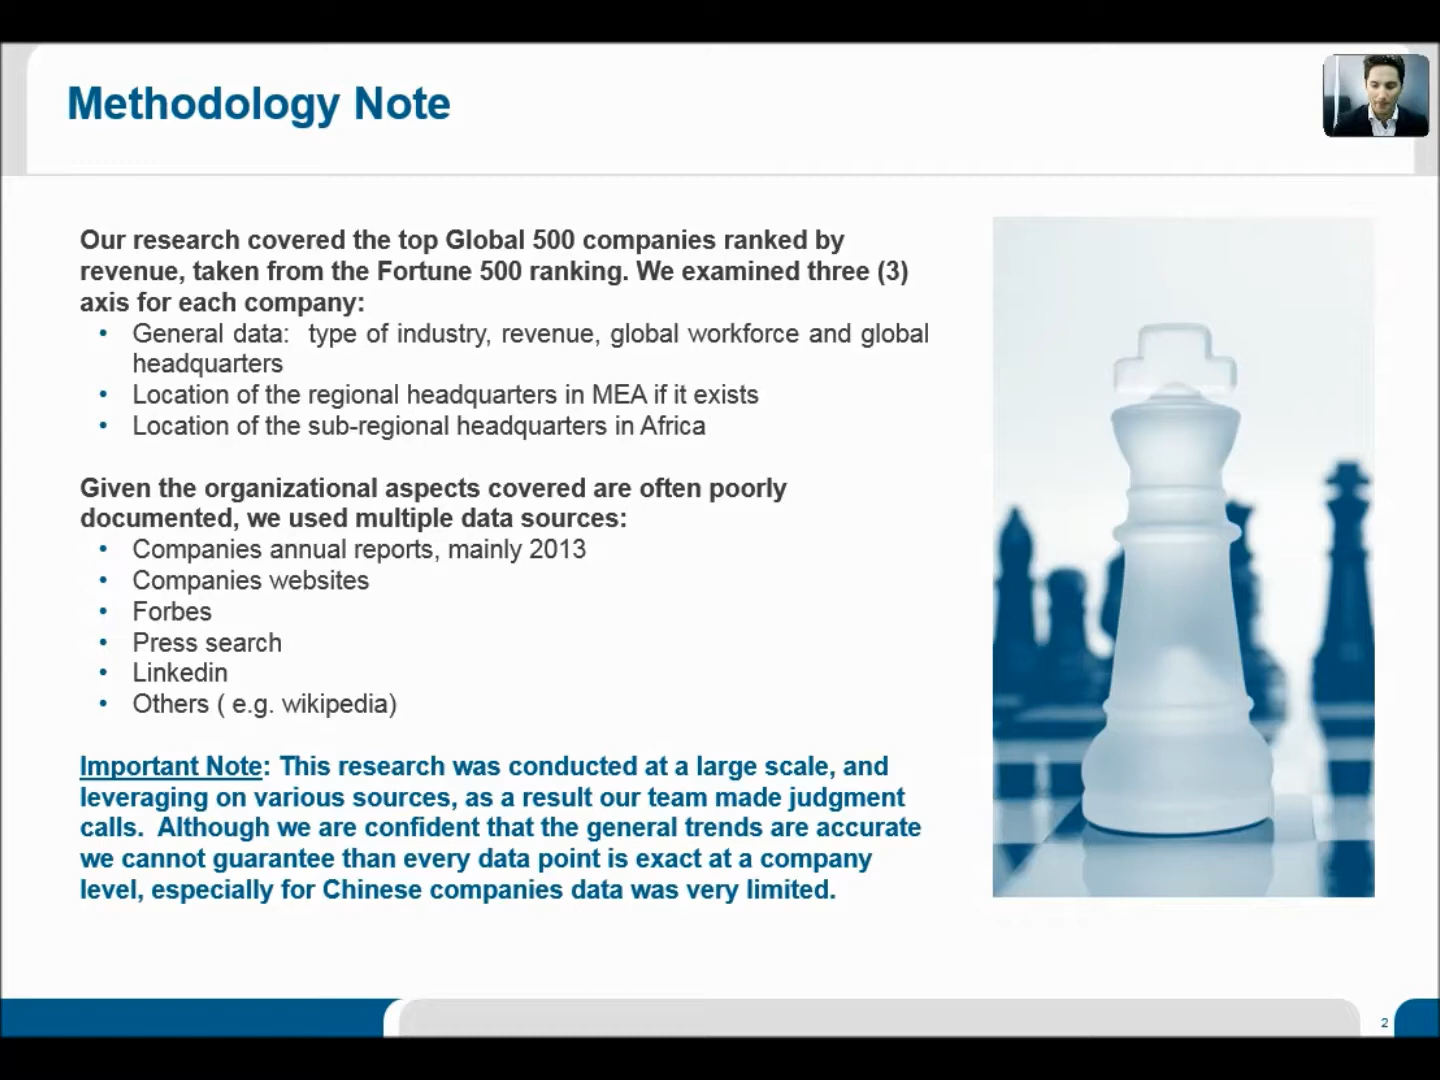 Methodology Note
Our research covered the top Global 500 companies ranked by
revenue, taken from the Fortune 500 ranking. We examined three (3)
axis for each company:
• General data:  type of industry, revenue, global workforce and global
headquarters
• Location of the regional headquarters in MEA if it exists
• Location of the sub-regional headquarters in Africa
Given the organizational aspects covered are often poorly
documented, we used multiple data sources:
• Companies annual reports, mainly 2013
• Companies websites
• Forbes
• Press search
• Linkedin
• Others ( e.g. wikipedia)
Important Note: This research was conducted at a large scale, and
leveraging on various sources, as a result our team made judgment
calls.  Although we are confident that the general trends are accurate
we cannot guarantee than every data point is exact at a company
level, especially for Chinese companies data was very limited.
2